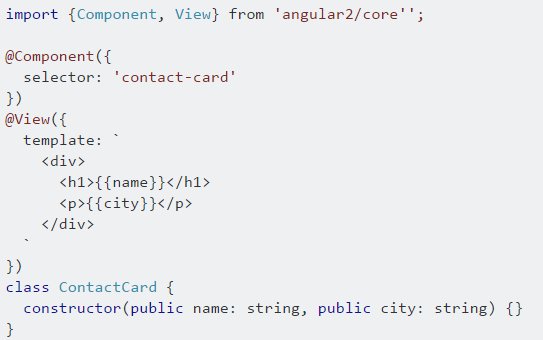 import {Component, View} from 'angular2/core'';
@Component({
  selector: 'contact-card'
})
@View({
  template: `
    <div>
      <h1>{{name}}</h1>
      <p>{{city}}</p>
    </div>
  `
})
class ContactCard {
  constructor(public name: string, public city: string) {}
}